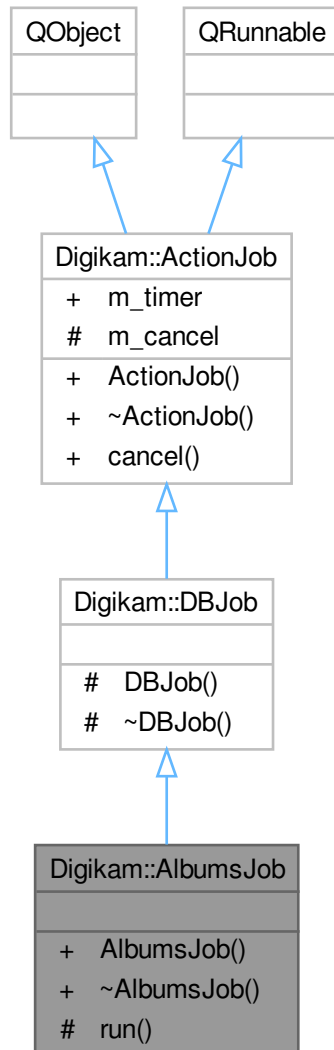 QObject
QRunnable
Digikam::ActionJob
+ m_timer
# m_cancel
+ ActionJob()
+ ~ActionJob()
+ cancel()
Digikam::DBJob
# DBJob()
# ~DBJob()
Digikam::AlbumsJob
+ AlbumsJob()
+ ~AlbumsJob()
# run()